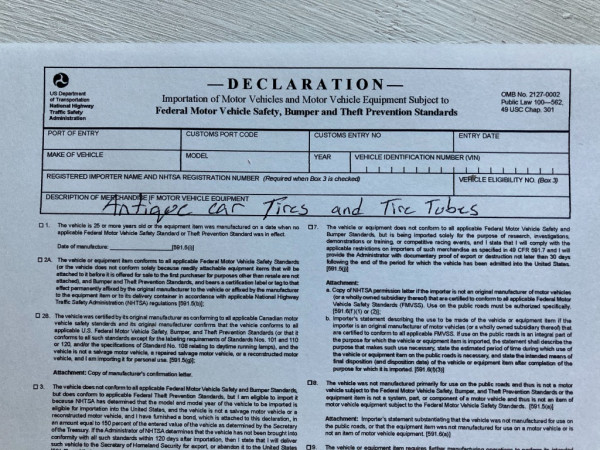 — DECLARATION —
US Department
of Transportation
National Highway
Traffic Safety
Administration
Importation of Motor Vehicles and Motor Vehicle Equipment Subject to
Federal Motor Vehicle Safety, Bumper and Theft Prevention Standards
OMB No. 2127-0002
Public Law 100—562,
49 USC Chap. 301
PORT OF ENTRY
CUSTOMS PORT CODE
CUSTOMS ENTRY NO
ENTRY DATE
MAKE OF VEHICLE
MODEL
YEAR
VEHICLE IDENTIFICATION NUMBER (VIN)
REGISTERED IMPORTER NAME AND NHTSA REGISTRATION NUMBER (Required when Box 3 is checked)
VEHICLE ELIGIBILITY NO. (Box 3)
DESCRIPTION OF MERCHANDISE IF MOTOR VEHICLE EQUIPMENT
Antique car Tires and Tire Tubes
1. The vehicle is 25 or more years old or the equipment item was manufactured on a date when no
applicable Federal Motor Vehicle Safety Standard or Theft Prevention Standard was in effect.
Date of manufacture: [591.5(i)]
2A. The vehicle or equipment item conforms to all applicable Federal Vehicle Safety Standards
(or the vehicle does not conform solely because readily attachable equipment items that will be
attached to it before it is offered for sale to the first purchaser for purposes other than resale are not
attached), and Bumper and Theft Prevention Standards, and bears a certification label or tag to that
effect permanently affixed by the original manufacturer to the vehicle or affixed by the manufacturer
to the equipment item or to its delivery container in accordance with applicable National Highway
Traffic Safety Administration (NHTSA) regulations [591.5(b)].
2B. The vehicle was certified by its original manufacturer as conforming to all applicable Canadian motor
vehicle safety standards and its original manufacturer confirms that the vehicle conforms to all
applicable U.S. Federal Motor Vehicle Safety, Bumper, and Theft Prevention Standards (or that it
conforms to all such standards except for the labeling requirements of Standards Nos. 101 and 110
or 120, and/or the specifications of Standard No. 108 relating to daytime running lamps), and the
vehicle is not a salvage motor vehicle, a repaired salvage motor vehicle, or a reconstructed motor
vehicle, and I am importing it for personal use. [591.5(g)].
Attachment: Copy of manufacturer's confirmation letter.
3. The vehicle does not conform to all applicable Federal Motor Vehicle Safety and Bumper Standards,
but does conform to applicable Federal Theft Prevention Standards, but I am eligible to import it
because NHTSA has determined that the model and model year of the vehicle to be imported is
eligible for importation into the United States, and the vehicle is not a salvage motor vehicle or a
reconstructed motor vehicle, and I have furnished a bond, which is attached to this declaration, in
an amount equal to 150 percent of the entered value of the vehicle as determined by the Secretary
of the Treasury. If the Administrator of NHTSA determines that the vehicle has not been brought into
conformity with all such standards within 120 days after importation, then I state that I will deliver
such vehicle to the Secretary of Homeland Security for export, or abandon it to the United States
7. The vehicle or equipment does not conform to all applicable Federal Motor Vehicle Safety and
Bumper Standards, but is being imported solely for the purpose of research, investigations,
demonstrations or training, or competitive racing events, and I state that I will comply with the
applicable restrictions on importers of such merchandise as specified in 49 CFR 591.7 and I will
provide the Administrator with documentary proof of export or destruction not later than 30 days
following the end of the period for which the vehicle has been admitted into the United States.
[591.5(j)]
Attachment:
a. Copy of NHTSA permission letter if the importer is not an original manufacturer of motor vehicles
(or a wholly owned subsidiary thereof) that are certified to conform to all applicable Federal Motor
Vehicle Safety Standards (FMVSS). Use on the public roads must be authorized specifically.
[591.6(f)(1) or (2)];
b. Importer's statement describing the use to be made of the vehicle or equipment item if the
importer is an original manufacturer of motor vehicles (or wholly owned subsidiary thereof) that
are certified to conform to all applicable FMVSS. If use on the public roads is an integral part of
the purpose for which the vehicle or equipment is imported, the statement shall describe the
purpose that makes such use necessary, state the estimated period of time during which use of
the vehicle or equipment item on the public roads is necessary, and state the intended means of
final disposition (and disposition date) of the vehicle or equipment item after completion of the
purpose for which it is imported. [591.6(f)(3)]
8. The vehicle was not manufactured primarily for use on the public roads and thus is not a motor
vehicle subject to the Federal Motor Vehicle Safety, Bumper, and Theft Prevention Standards or the
equipment item is not a system, part, or component of a motor vehicle and thus is not an item of
motor vehicle equipment subject to the Federal Motor Vehicle Safety Standards. [591.5(a)]
Attachment: Importer's statement substantiating that the vehicle was not manufactured for use on
the public roads, or that the equipment item was not manufactured for use on a motor vehicle or is
not an item of motor vehicle equipment. [591.6(a)]
9.